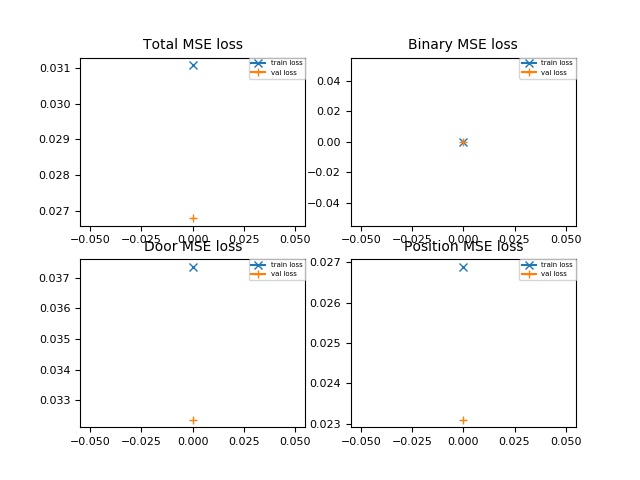 Total MSE loss
Binary MSE loss
0.031
0.030
0.029
0.028
0.027
train loss
val loss
−0.050 −0.025 0.000 0.025 0.050
0.04
0.02
0.00
−0.02
−0.04
train loss
val loss
−0.050 −0.025 0.000 0.025 0.050
Door MSE loss
Position MSE loss
0.037
0.036
0.035
0.034
0.033
train loss
val loss
−0.050 −0.025 0.000 0.025 0.050
0.027
0.026
0.025
0.024
0.023
train loss
val loss
−0.050 −0.025 0.000 0.025 0.050